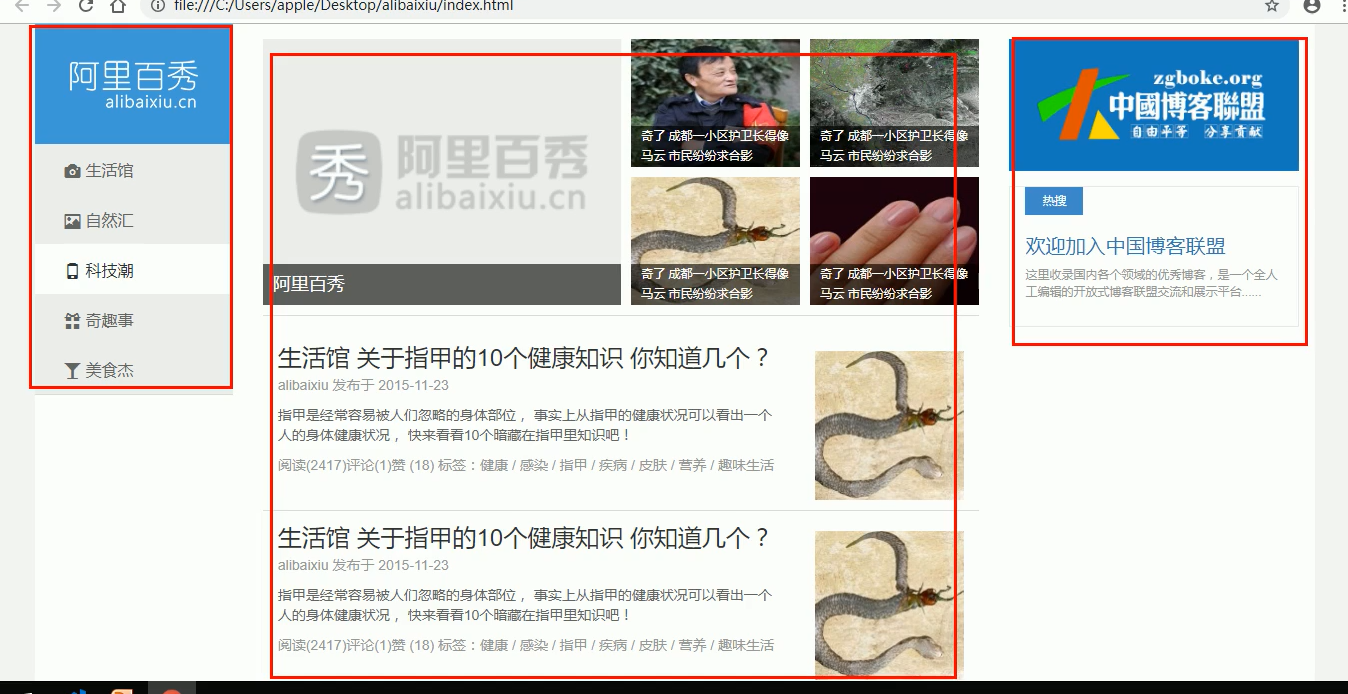 file:///C:/Users/apple/Desktop/alibaixiu/index.html
阿里百秀
alibaixiu.cn
生活馆
自然汇
科技潮
奇趣事
美食杰
秀 阿里百秀
alibaixiu.cn
阿里百秀
奇了 成都一小区护卫长得像
马云 市民纷纷求合影
奇了 成都一小区护卫长得像
马云 市民纷纷求合影
奇了 成都一小区护卫长得像
马云 市民纷纷求合影
奇了 成都一小区护卫长得像
马云 市民纷纷求合影
生活馆 关于指甲的10个健康知识 你知道几个？
alibaixiu 发布于 2015-11-23
指甲是经常容易被人们忽略的身体部位， 事实上从指甲的健康状况可以看出一个
人的身体健康状况， 快来看看10个暗藏在指甲里知识吧！
阅读(2417)评论(1)赞 (18) 标签：健康 / 感染 / 指甲 / 疾病 / 皮肤 / 营养 / 趣味生活
生活馆 关于指甲的10个健康知识 你知道几个？
alibaixiu 发布于 2015-11-23
指甲是经常容易被人们忽略的身体部位， 事实上从指甲的健康状况可以看出一个
人的身体健康状况， 快来看看10个暗藏在指甲里知识吧！
阅读(2417)评论(1)赞 (18) 标签：健康 / 感染 / 指甲 / 疾病 / 皮肤 / 营养 / 趣味生活
zgboke.org
中國博客聯盟
自由平等 分享貢献
热搜
欢迎加入中国博客联盟
这里收录国内各个领域的优秀博客，是一个全人
工编辑的开放式博客联盟交流和展示平台......